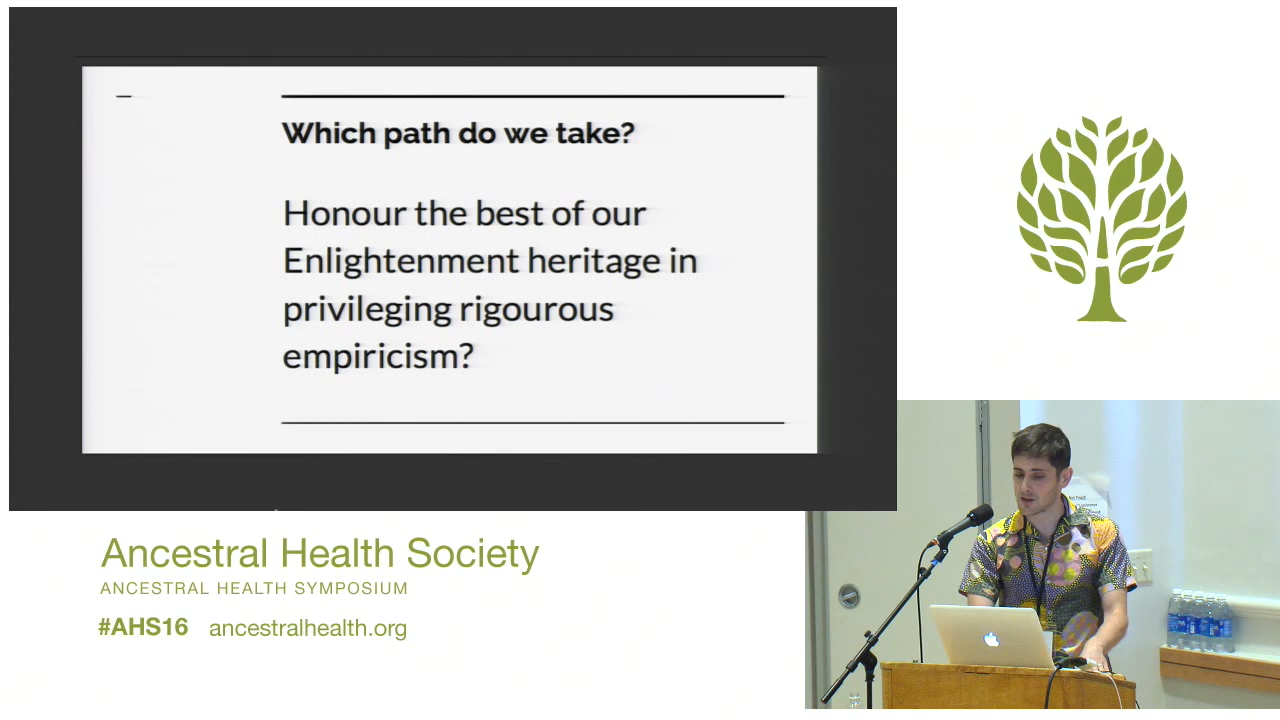 Which path do we take?
Honour the best of our
Enlightenment heritage in
privileging rigourous
empiricism?
Ancestral Health Society
ANCESTRAL HEALTH SYMPOSIUM
#AHS16 ancestralhealth.org